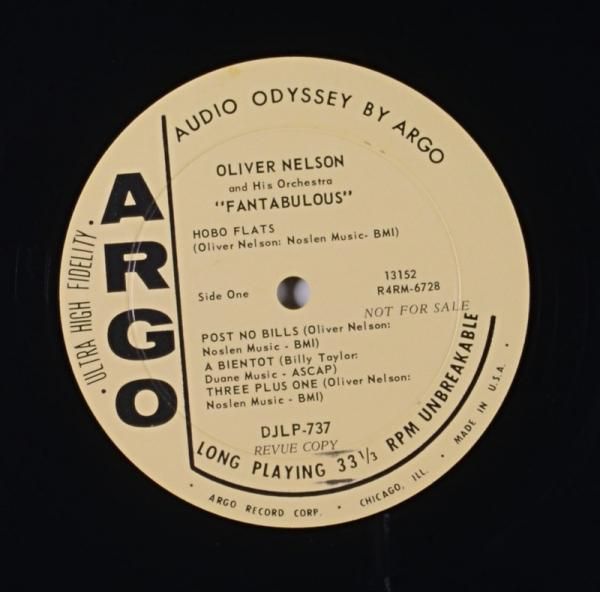 AUDIO ODYSSEY BY ARGO
ARGO
· ULTRA HIGH FIDELITY ·
OLIVER NELSON
and His Orchestra
"FANTABULOUS"
HOBO FLATS
(Oliver Nelson: Noslen Music- BMI)
Side One
13152
R4RM-6728
NOT FOR SALE
POST NO BILLS (Oliver Nelson:
Noslen Music - BMI)
A BIENTOT (Billy Taylor:
Duane Music - ASCAP)
THREE PLUS ONE (Oliver Nelson:
Noslen Music - BMI)
DJLP-737
REVUE COPY
LONG PLAYING 33 1/3 RPM UNBREAKABLE
· ARGO RECORD CORP. · CHICAGO, ILL. · MADE IN U.S.A. ·